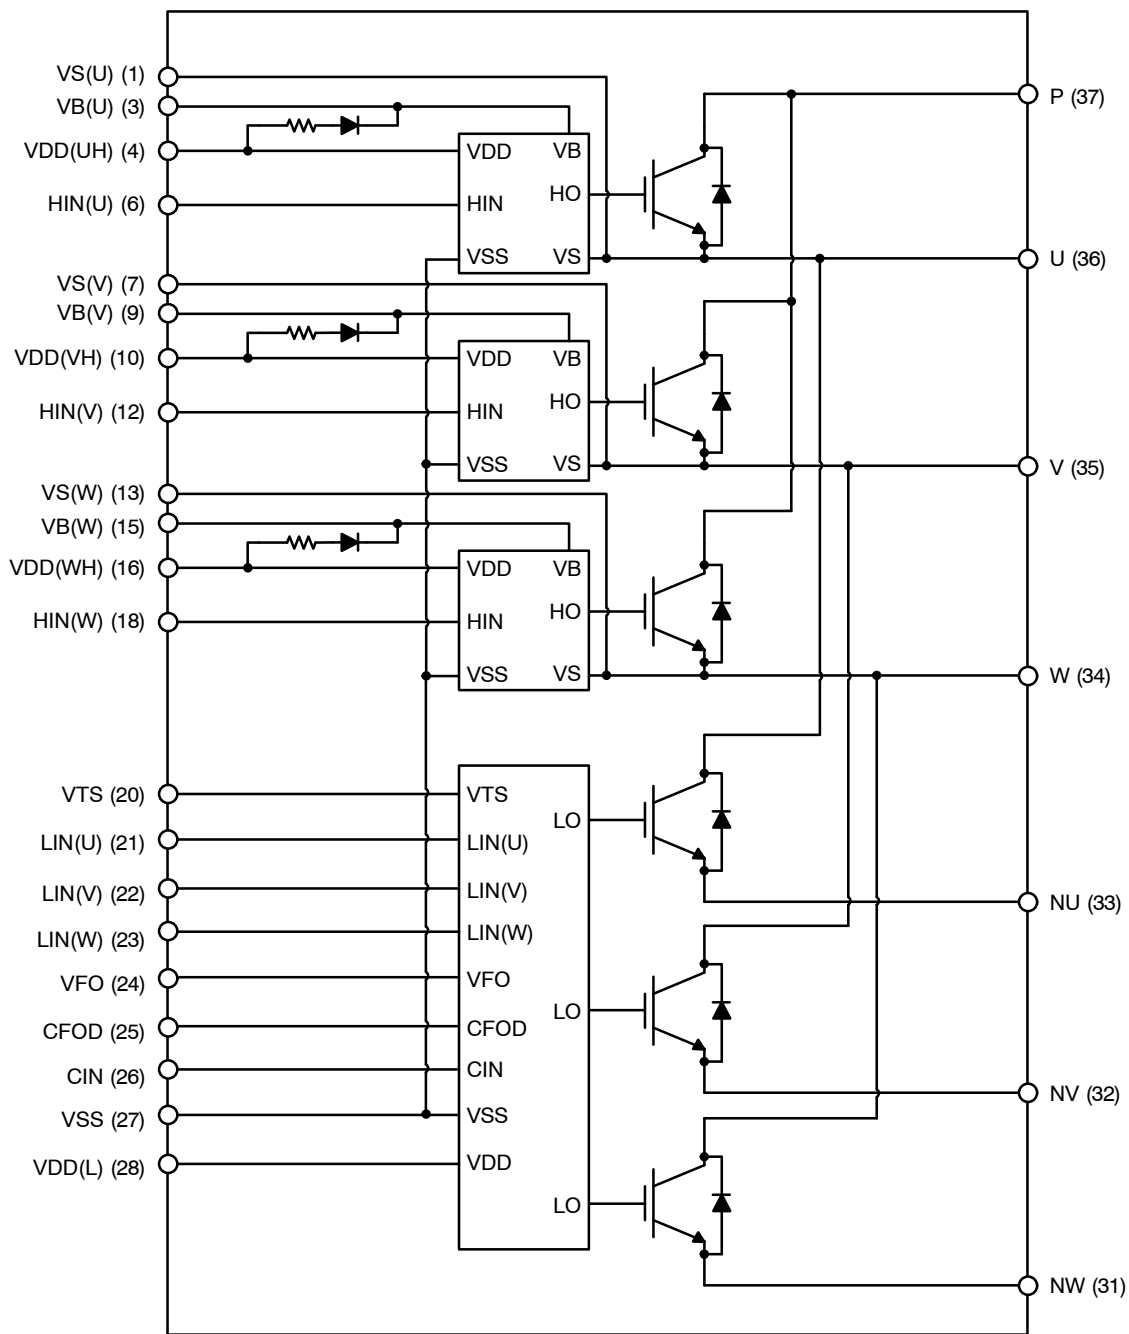 VS(U) (1)
VB(U) (3)
VDD(UH) (4)
HIN(U) (6)
VS(V) (7)
VB(V) (9)
VDD(VH) (10)
HIN(V) (12)
VS(W) (13)
VB(W) (15)
VDD(WH) (16)
HIN(W) (18)
VTS (20)
LIN(U) (21)
LIN(V) (22)
LIN(W) (23)
VFO (24)
CFOD (25)
CIN (26)
VSS (27)
VDD(L) (28)
VDD VB
HO
HIN
VSS VS
VDD VB
HO
HIN
VSS VS
VDD VB
HO
HIN
VSS VS
VTS
LO
LIN(U)
LIN(V)
LIN(W)
VFO
LO
CFOD
CIN
VSS
VDD
LO
P (37)
U (36)
V (35)
W (34)
NU (33)
NV (32)
NW (31)